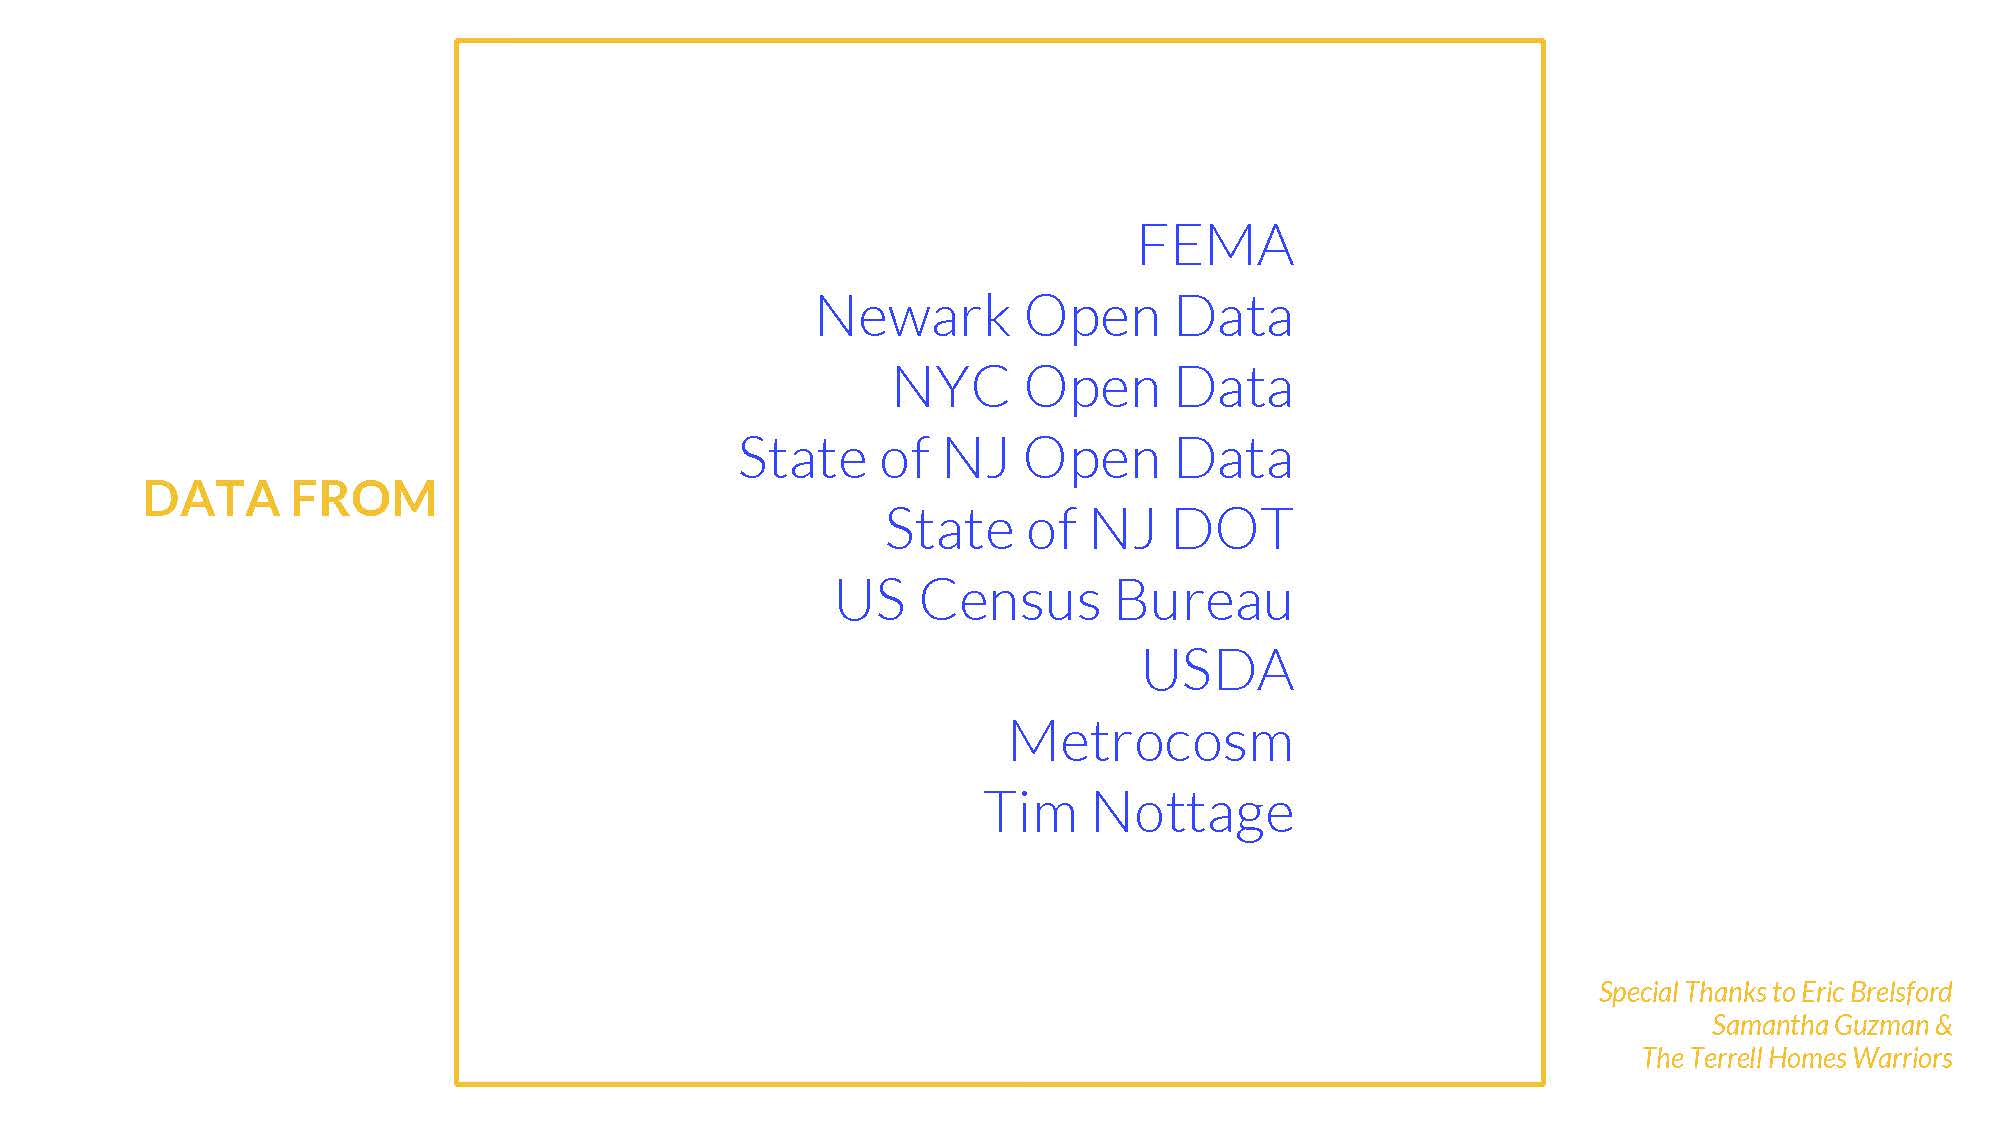 DATA FROM
FEMA
Newark Open Data
NYC Open Data
State of NJ Open Data
State of NJ DOT
US Census Bureau
USDA
Metrocosm
Tim Nottage
Special Thanks to Eric Brelsford
Samantha Guzman &
The Terrell Homes Warriors